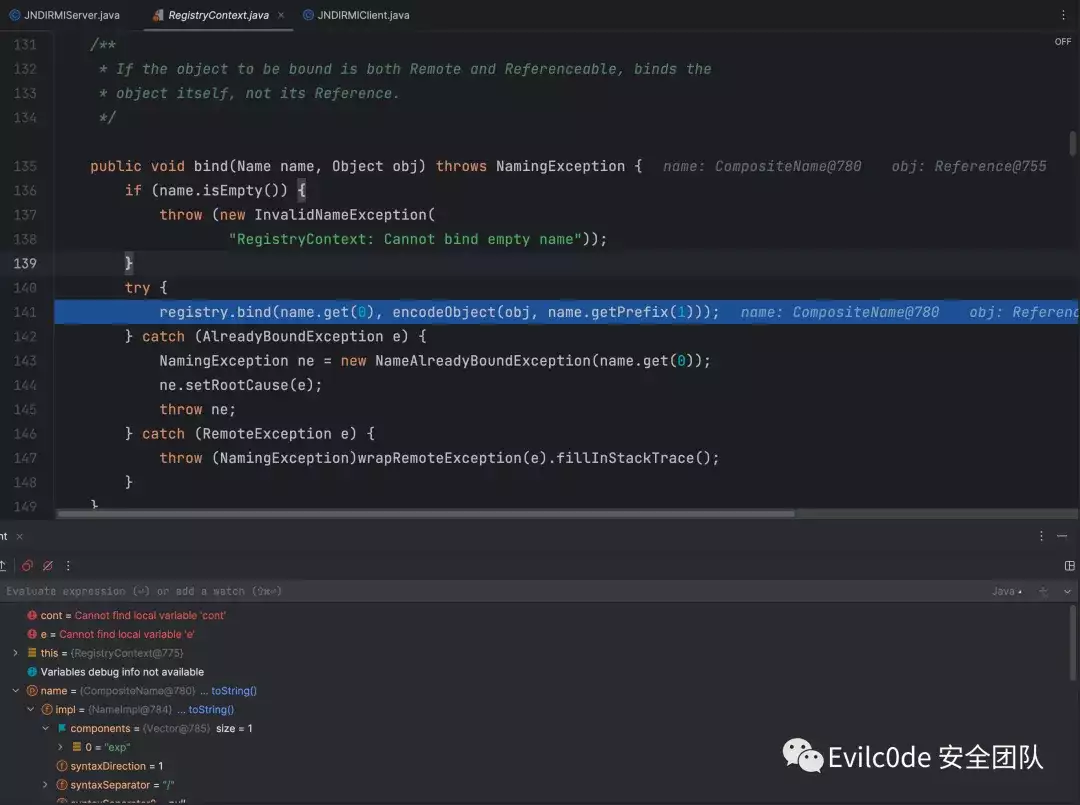 JNDIRMIServer.java RegistryContext.java × JNDIRMIClient.java
OFF
131 /**
132 * If the object to be bound is both Remote and Referenceable, binds the
133 * object itself, not its Reference.
134 */
135 public void bind(Name name, Object obj) throws NamingException { name: CompositeName@780 obj: Reference@755
136 if (name.isEmpty()) {
137 throw (new InvalidNameException(
138 "RegistryContext: Cannot bind empty name"));
139 }
140 try {
141 registry.bind(name.get(0), encodeObject(obj, name.getPrefix(1))); name: CompositeName@780 obj: Referenc
142 } catch (AlreadyBoundException e) {
143 NamingException ne = new NameAlreadyBoundException(name.get(0));
144 ne.setRootCause(e);
145 throw ne;
146 } catch (RemoteException e) {
147 throw (NamingException)wrapRemoteException(e).fillInStackTrace();
148 }
149 }
nt ×
Evaluate expression (⏎) or add a watch (⇧⌘⏎) Java
cont = Cannot find local variable 'cont'
e = Cannot find local variable 'e'
this = {RegistryContext@775}
Variables debug info not available
name = {CompositeName@780} ... toString()
impl = {NameImpl@784} ... toString()
components = {Vector@785} size = 1
0 = "exp"
syntaxDirection = 1
syntaxSeparator = "/"
syntaxSeparator2 = null
Evilc0de 安全团队